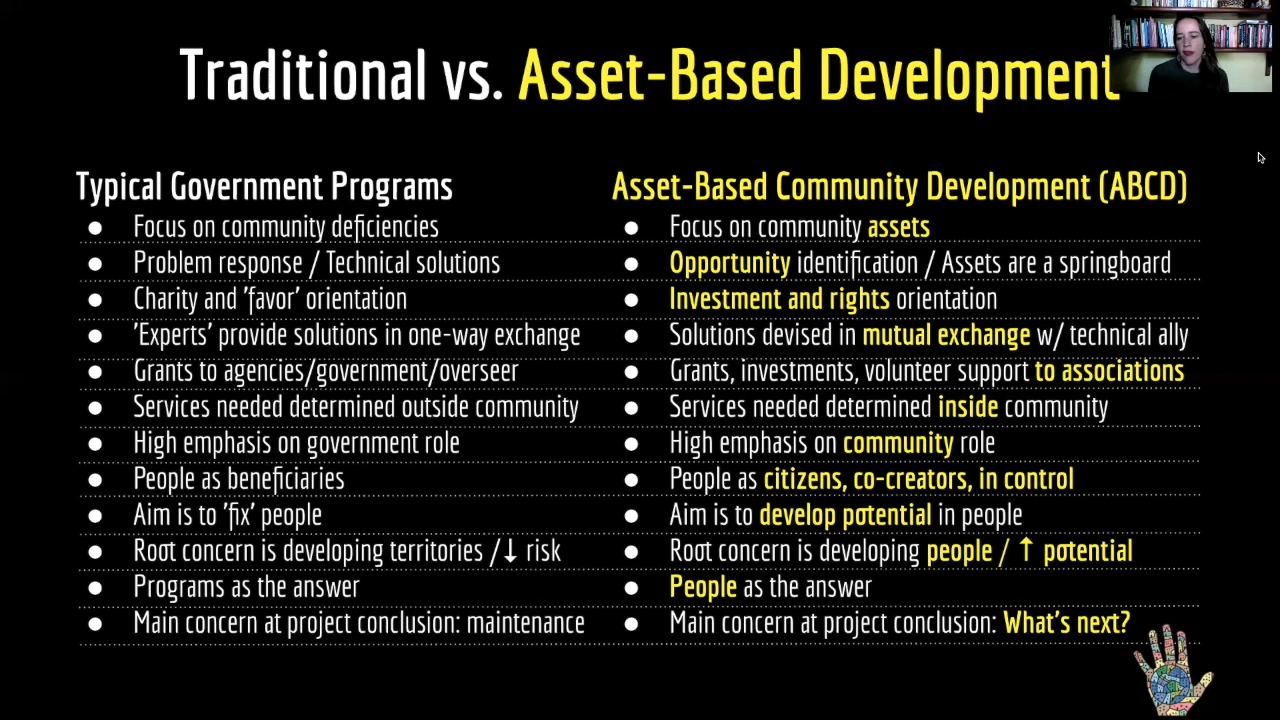 Traditional vs. Asset-Based Development
Typical Government Programs
● Focus on community deficiencies
● Problem response / Technical solutions
● Charity and 'favor' orientation
● 'Experts' provide solutions in one-way exchange
● Grants to agencies/government/overseer
● Services needed determined outside community
● High emphasis on government role
● People as beneficiaries
● Aim is to 'fix' people
● Root concern is developing territories /↓ risk
● Programs as the answer
● Main concern at project conclusion: maintenance
Asset-Based Community Development (ABCD)
● Focus on community assets
● Opportunity identification / Assets are a springboard
● Investment and rights orientation
● Solutions devised in mutual exchange w/ technical ally
● Grants, investments, volunteer support to associations
● Services needed determined inside community
● High emphasis on community role
● People as citizens, co-creators, in control
● Aim is to develop potential in people
● Root concern is developing people / ↑ potential
● People as the answer
● Main concern at project conclusion: What's next?